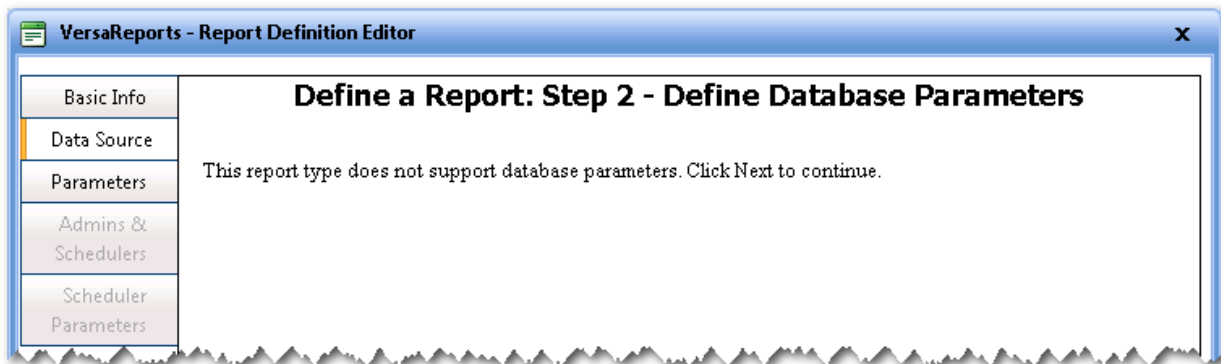 VersaReports - Report Definition Editor
x
Basic Info
Data Source
Parameters
Admins &
Schedulers
Scheduler
Parameters
Define a Report: Step 2 - Define Database Parameters
This report type does not support database parameters. Click Next to continue.